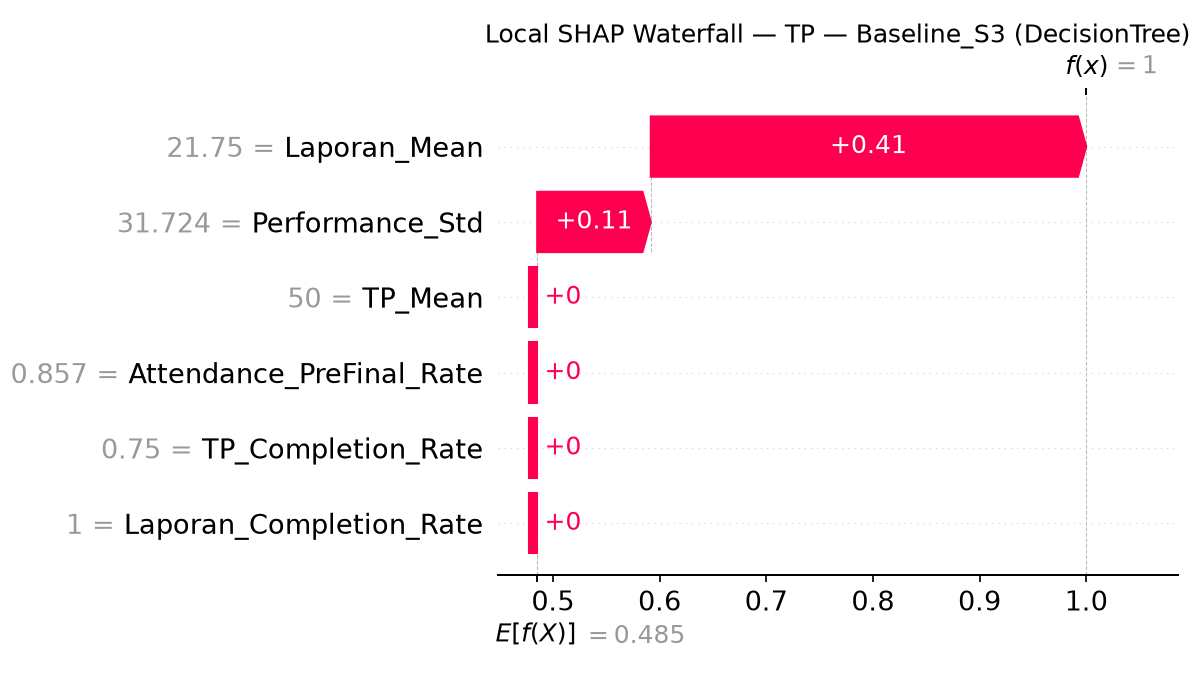 Local SHAP Waterfall — TP — Baseline_S3 (DecisionTree)
f(x) = 1
21.75 = Laporan_Mean
+0.41
31.724 = Performance_Std
+0.11
50 = TP_Mean
+0
0.857 = Attendance_PreFinal_Rate
+0
0.75 = TP_Completion_Rate
+0
1 = Laporan_Completion_Rate
+0
0.5 0.6 0.7 0.8 0.9 1.0
E[f(X)] = 0.485